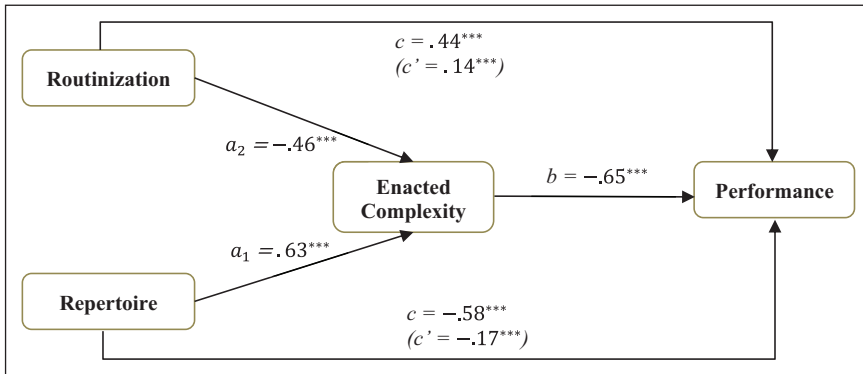 c = .44***
(c' = .14***)
Routinization
a₂ = −.46***
Enacted
Complexity
b = −.65***
Performance
a₁ = .63***
Repertoire
c = −.58***
(c' = −.17***)